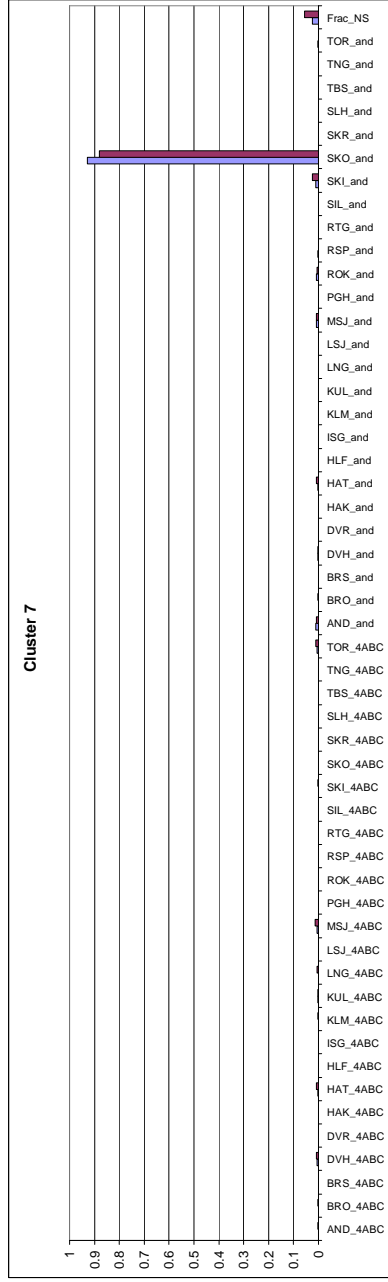 Cluster 7
1
0.9
0.8
0.7
0.6
0.5
0.4
0.3
0.2
0.1
0
Frac_NS
TOR_and
TNG_and
TBS_and
SLH_and
SKR_and
SKO_and
SKI_and
SIL_and
RTG_and
RSP_and
ROK_and
PGH_and
MSJ_and
LSJ_and
LNG_and
KUL_and
KLM_and
ISG_and
HLF_and
HAT_and
HAK_and
DVR_and
DVH_and
BRS_and
BRO_and
AND_and
TOR_4ABC
TNG_4ABC
TBS_4ABC
SLH_4ABC
SKR_4ABC
SKO_4ABC
SKI_4ABC
SIL_4ABC
RTG_4ABC
RSP_4ABC
ROK_4ABC
PGH_4ABC
MSJ_4ABC
LSJ_4ABC
LNG_4ABC
KUL_4ABC
KLM_4ABC
ISG_4ABC
HLF_4ABC
HAT_4ABC
HAK_4ABC
DVR_4ABC
DVH_4ABC
BRS_4ABC
BRO_4ABC
AND_4ABC